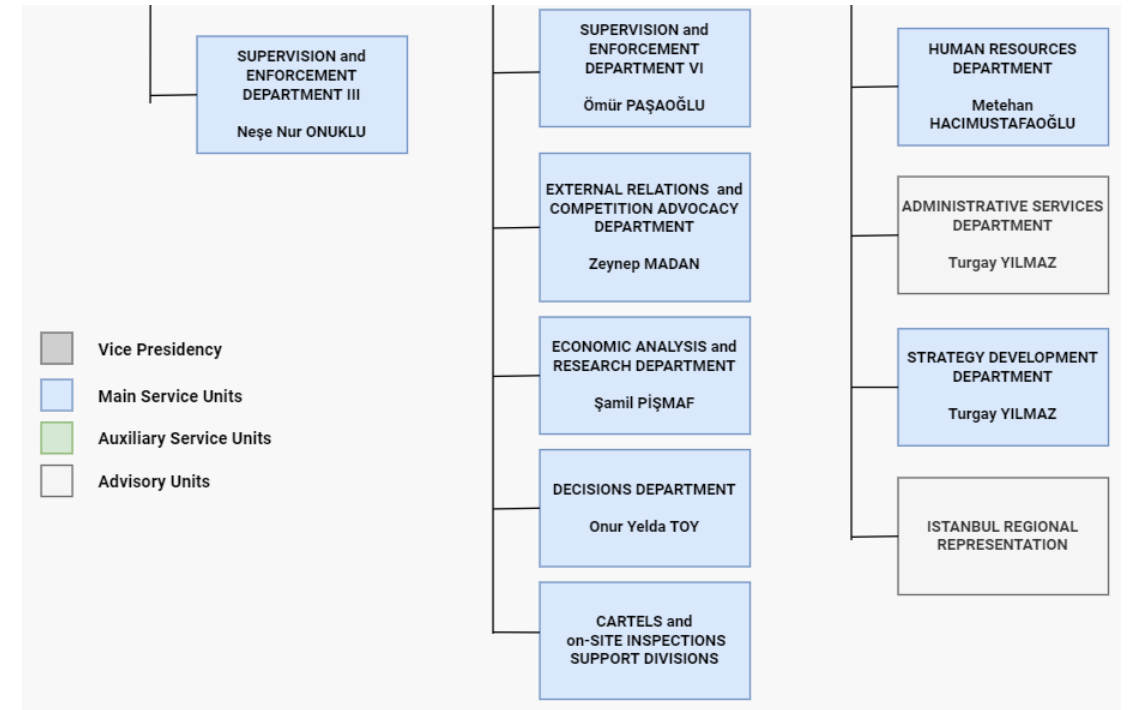 SUPERVISION and
ENFORCEMENT
DEPARTMENT III
Neşe Nur ONUKLU
SUPERVISION and
ENFORCEMENT
DEPARTMENT VI
Ömür PAŞAOĞLU
EXTERNAL RELATIONS and
COMPETITION ADVOCACY
DEPARTMENT
Zeynep MADAN
ECONOMIC ANALYSIS and
RESEARCH DEPARTMENT
Şamil PİŞMAF
DECISIONS DEPARTMENT
Onur Yelda TOY
CARTELS and
on-SITE INSPECTIONS
SUPPORT DIVISIONS
HUMAN RESOURCES
DEPARTMENT
Metehan
HACIMUSTAFAOĞLU
ADMINISTRATIVE SERVICES
DEPARTMENT
Turgay YILMAZ
STRATEGY DEVELOPMENT
DEPARTMENT
Turgay YILMAZ
ISTANBUL REGIONAL
REPRESENTATION
Vice Presidency
Main Service Units
Auxiliary Service Units
Advisory Units